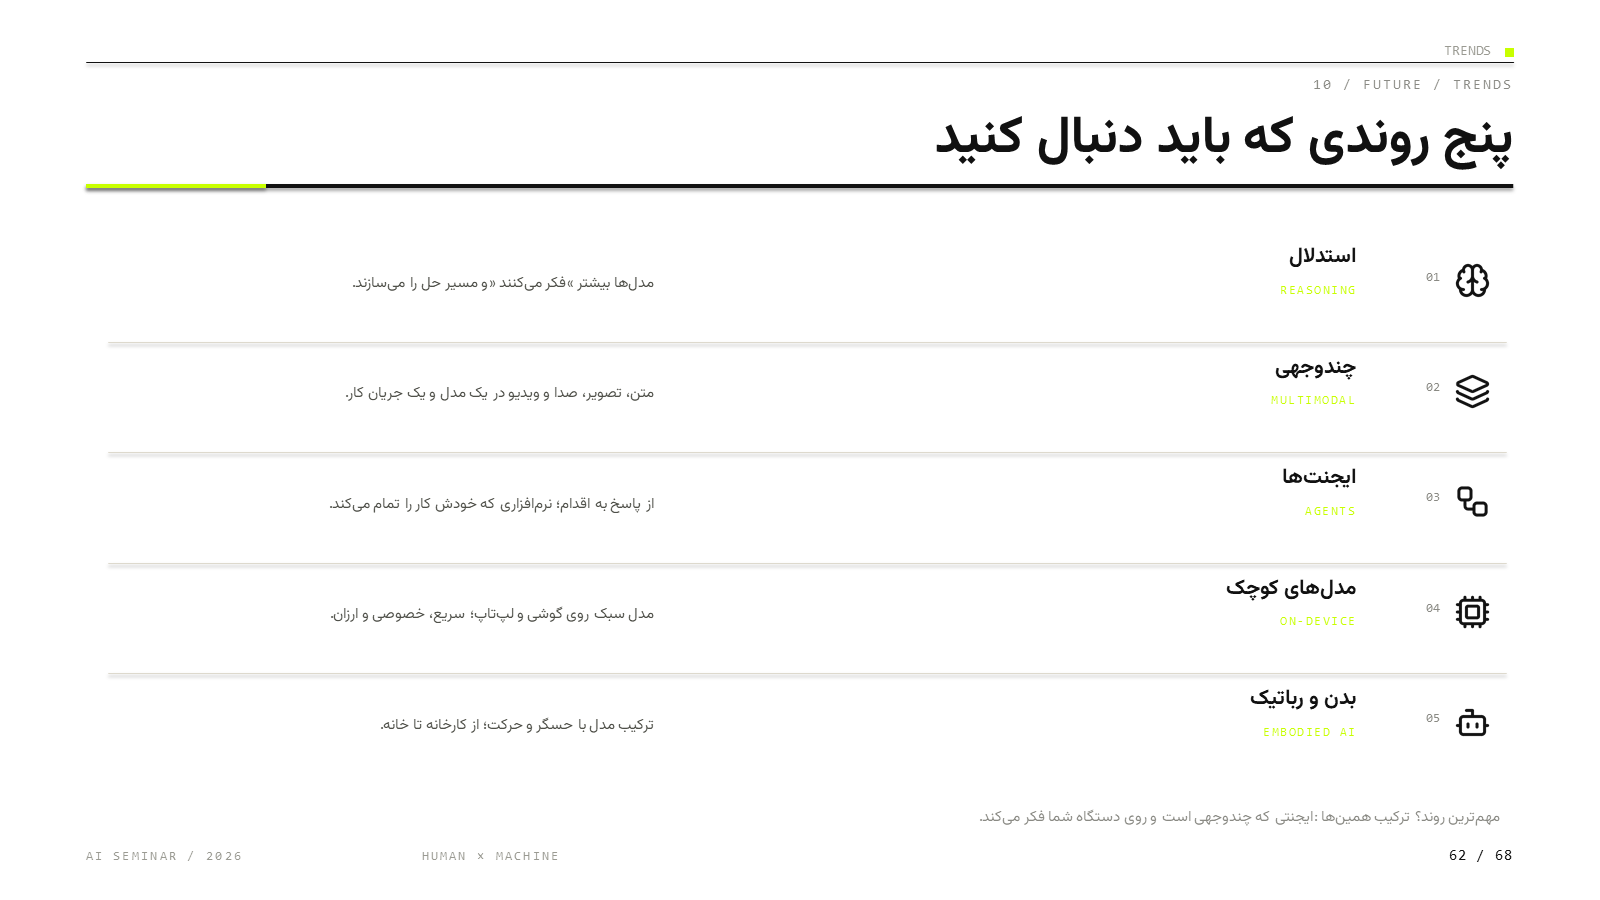 TRENDS
10 / FUTURE / TRENDS
پنج روندی که باید دنبال کنید
01
استدلال
REASONING
مدل‌ها بیشتر «فکر می‌کنند» و مسیر حل را می‌سازند.
02
چندوجهی
MULTIMODAL
متن، تصویر، صدا و ویدیو در یک مدل و یک جریان کار.
03
ایجنت‌ها
AGENTS
از پاسخ به اقدام؛ نرم‌افزاری که خودش کار را تمام می‌کند.
04
مدل‌های کوچک
ON-DEVICE
مدل سبک روی گوشی و لپ‌تاپ؛ سریع، خصوصی و ارزان.
05
بدن و رباتیک
EMBODIED AI
ترکیب مدل با حسگر و حرکت؛ از کارخانه تا خانه.
مهم‌ترین روند؟ ترکیب همین‌ها: ایجنتی که چندوجهی است و روی دستگاه شما فکر می‌کند.
62 / 68
HUMAN × MACHINE
AI SEMINAR / 2026